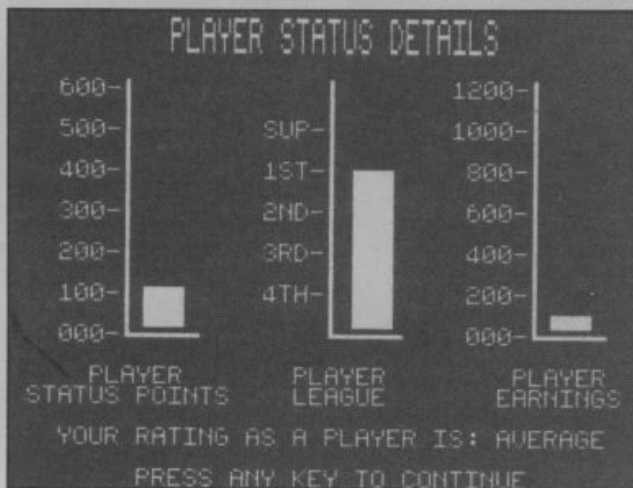 PLAYER STATUS DETAILS
600-
500-
400-
300-
200-
100-
000-
SUP-
1ST-
2ND-
3RD-
4TH-
1200-
1000-
800-
600-
400-
200-
000-
PLAYER
STATUS POINTS
PLAYER
LEAGUE
PLAYER
EARNINGS
YOUR RATING AS A PLAYER IS: AVERAGE
PRESS ANY KEY TO CONTINUE